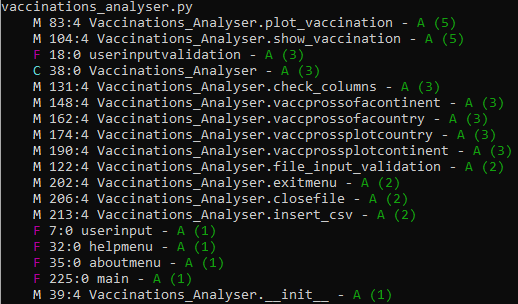 vaccinations_analyser.py
M 83:4 Vaccinations_Analyser.plot_vaccination - A (5)
M 104:4 Vaccinations_Analyser.show_vaccination - A (5)
F 18:0 userinputvalidation - A (3)
C 38:0 Vaccinations_Analyser - A (3)
M 131:4 Vaccinations_Analyser.check_columns - A (3)
M 148:4 Vaccinations_Analyser.vaccprossofacontinent - A (3)
M 162:4 Vaccinations_Analyser.vaccprossofacountry - A (3)
M 174:4 Vaccinations_Analyser.vaccprossplotcountry - A (3)
M 190:4 Vaccinations_Analyser.vaccprossplotcontinent - A (3)
M 122:4 Vaccinations_Analyser.file_input_validation - A (2)
M 202:4 Vaccinations_Analyser.exitmenu - A (2)
M 206:4 Vaccinations_Analyser.closefile - A (2)
M 213:4 Vaccinations_Analyser.insert_csv - A (2)
F 7:0 userinput - A (1)
F 32:0 helpmenu - A (1)
F 35:0 aboutmenu - A (1)
F 225:0 main - A (1)
M 39:4 Vaccinations_Analyser.__init__ - A (1)